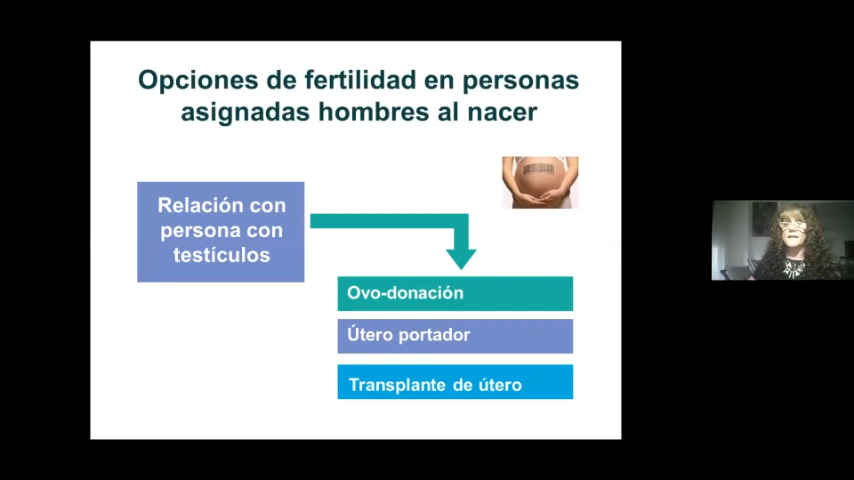 Opciones de fertilidad en personas
asignadas hombres al nacer
Relación con
persona con
testículos
Ovo-donación
Útero portador
Transplante de útero